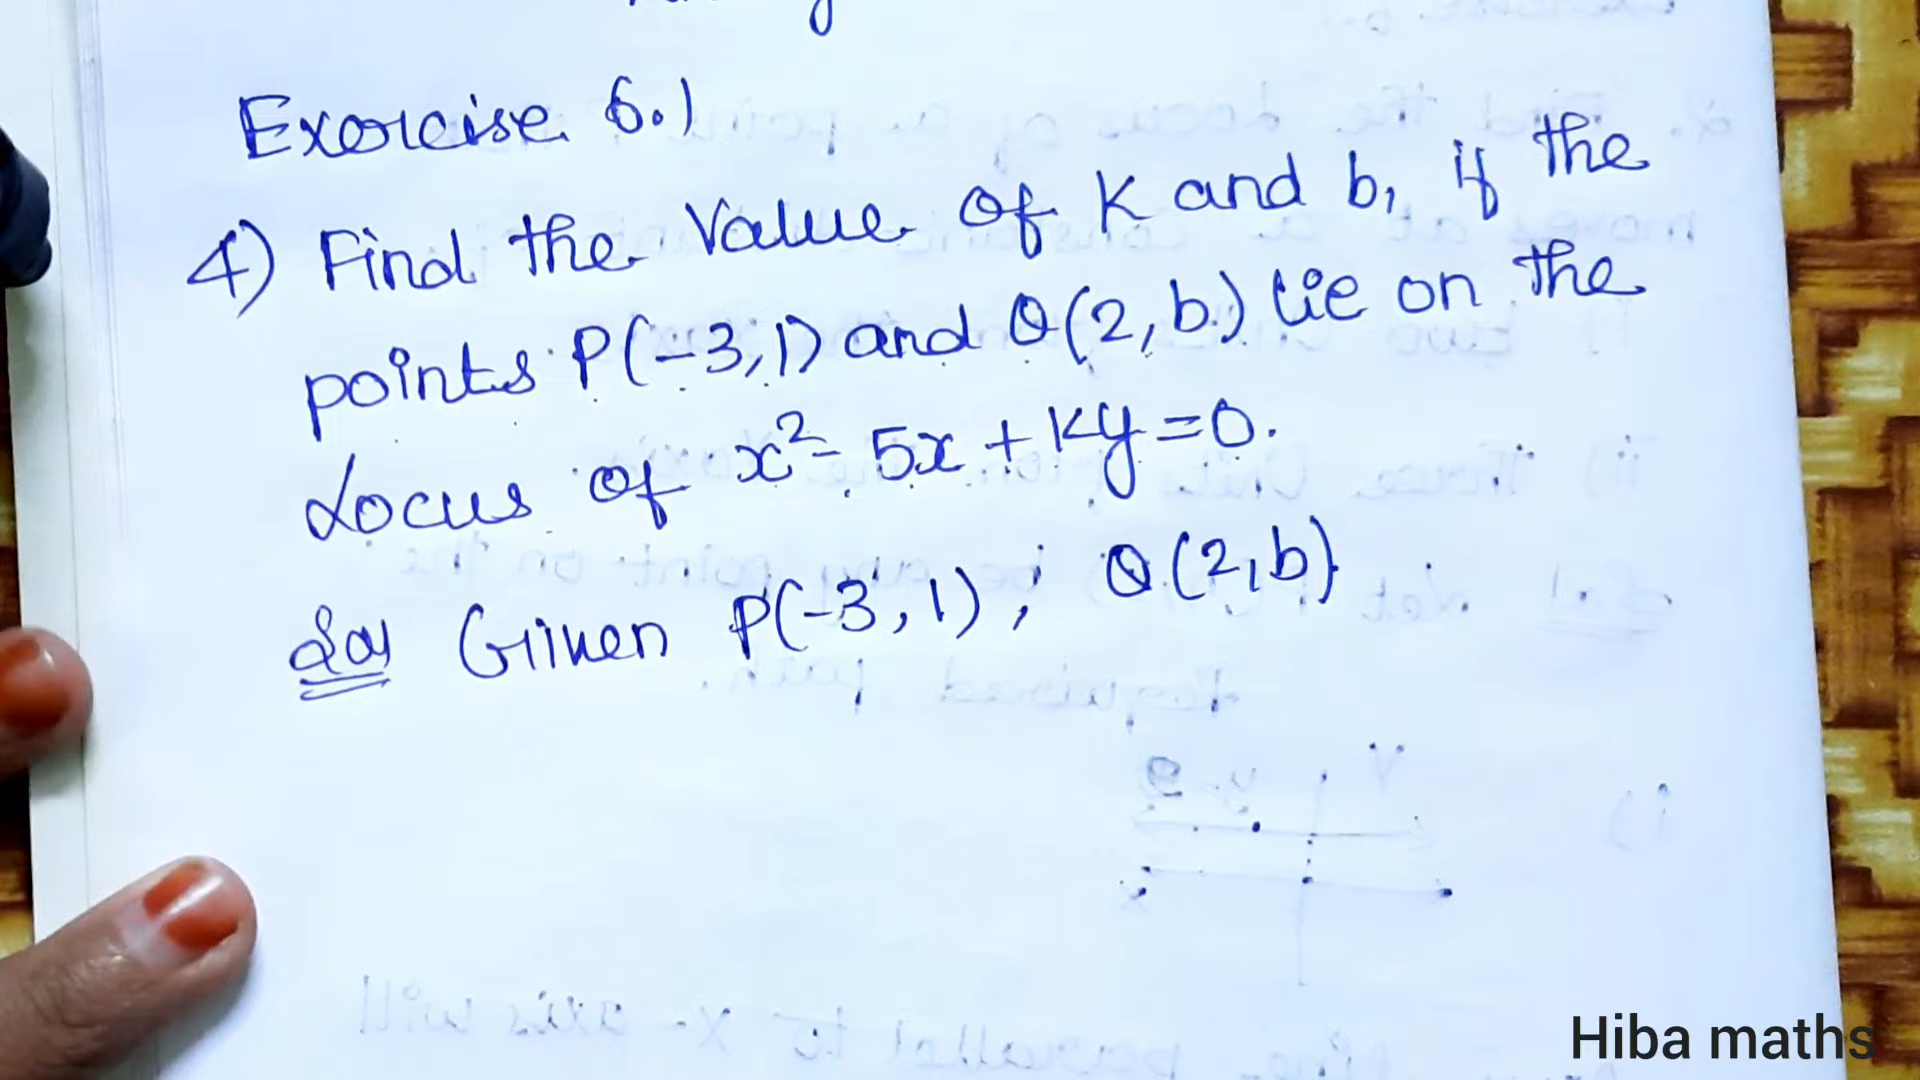 Exercise 6.1
4) Find the Value of K and b, if the
points P(-3,1) and Q(2,b) lie on the
Locus of x² - 5x + ky = 0.
Sol Given P(-3,1) ; Q(2,b)
Hiba maths